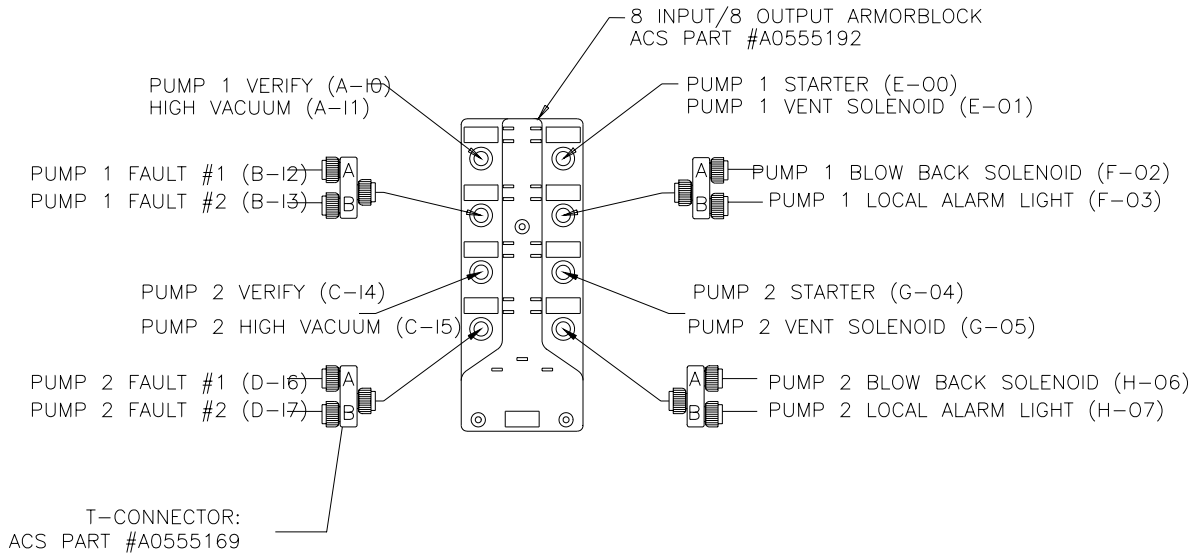 8 INPUT/8 OUTPUT ARMORBLOCK
ACS PART #A0555192
PUMP 1 VERIFY (A-I0)
HIGH VACUUM (A-I1)
PUMP 1 STARTER (E-O0)
PUMP 1 VENT SOLENOID (E-O1)
PUMP 1 FAULT #1 (B-I2)
PUMP 1 FAULT #2 (B-I3)
A
B
A
B
PUMP 1 BLOW BACK SOLENOID (F-O2)
PUMP 1 LOCAL ALARM LIGHT (F-O3)
PUMP 2 VERIFY (C-I4)
PUMP 2 HIGH VACUUM (C-I5)
PUMP 2 STARTER (G-O4)
PUMP 2 VENT SOLENOID (G-O5)
PUMP 2 FAULT #1 (D-I6)
PUMP 2 FAULT #2 (D-I7)
A
B
A
B
PUMP 2 BLOW BACK SOLENOID (H-O6)
PUMP 2 LOCAL ALARM LIGHT (H-O7)
T-CONNECTOR:
ACS PART #A0555169